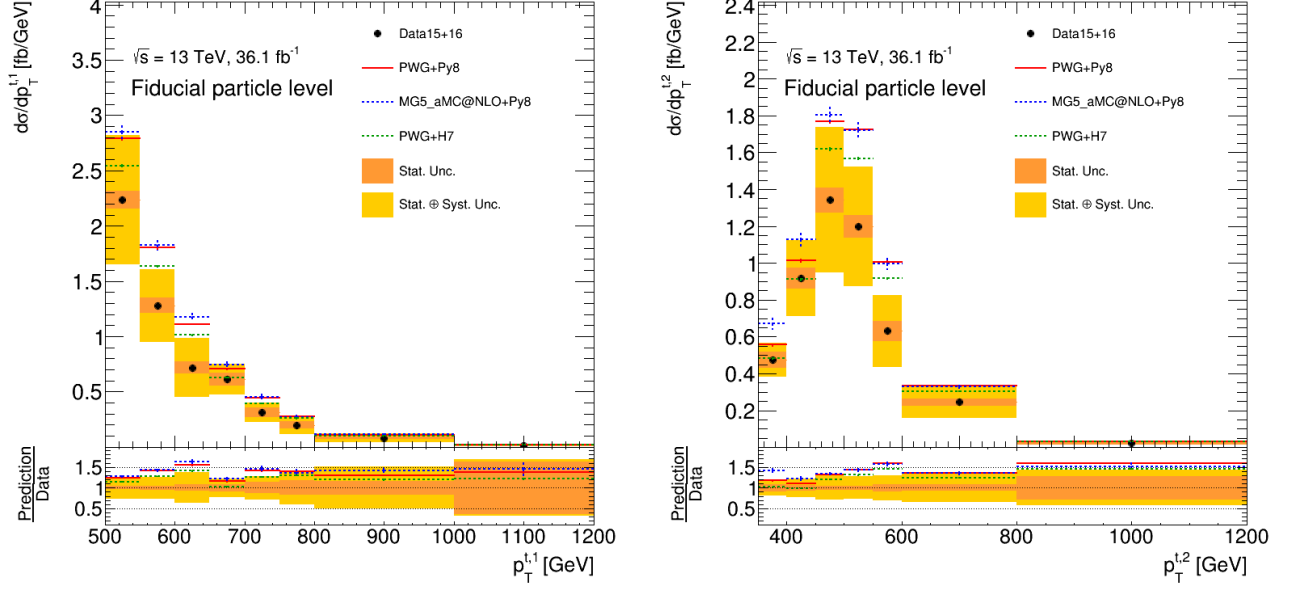 dσ/dp_T^{t,1} [fb/GeV]
4
3.5
3
2.5
2
1.5
1
0.5
√s = 13 TeV, 36.1 fb⁻¹
Fiducial particle level
Data15+16
PWG+Py8
MG5_aMC@NLO+Py8
PWG+H7
Stat. Unc.
Stat. ⊕ Syst. Unc.
Prediction
Data
1.5
1
0.5
500 600 700 800 900 1000 1100 1200
p_T^{t,1} [GeV]
dσ/dp_T^{t,2} [fb/GeV]
2.4
2.2
2
1.8
1.6
1.4
1.2
1
0.8
0.6
0.4
0.2
√s = 13 TeV, 36.1 fb⁻¹
Fiducial particle level
Data15+16
PWG+Py8
MG5_aMC@NLO+Py8
PWG+H7
Stat. Unc.
Stat. ⊕ Syst. Unc.
Prediction
Data
1.5
1
0.5
400 600 800 1000 1200
p_T^{t,2} [GeV]